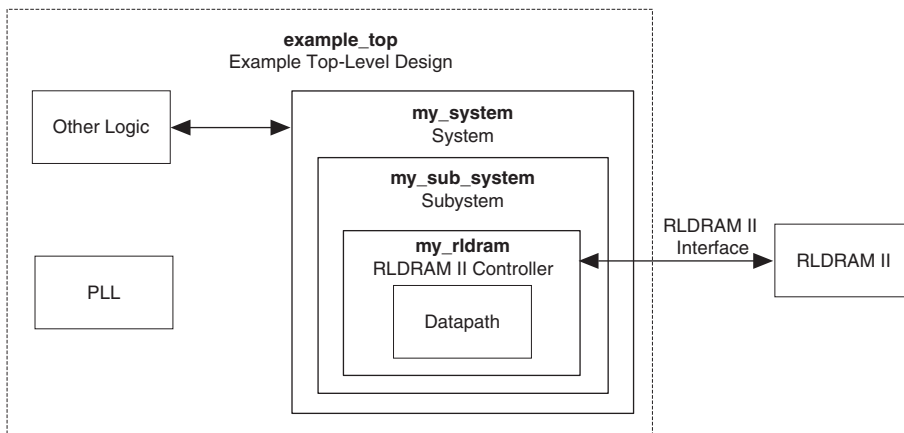 example_top
Example Top-Level Design
Other Logic
my_system
System
my_sub_system
Subystem
my_rldram
RLDRAM II Controller
Datapath
PLL
RLDRAM II
Interface
RLDRAM II